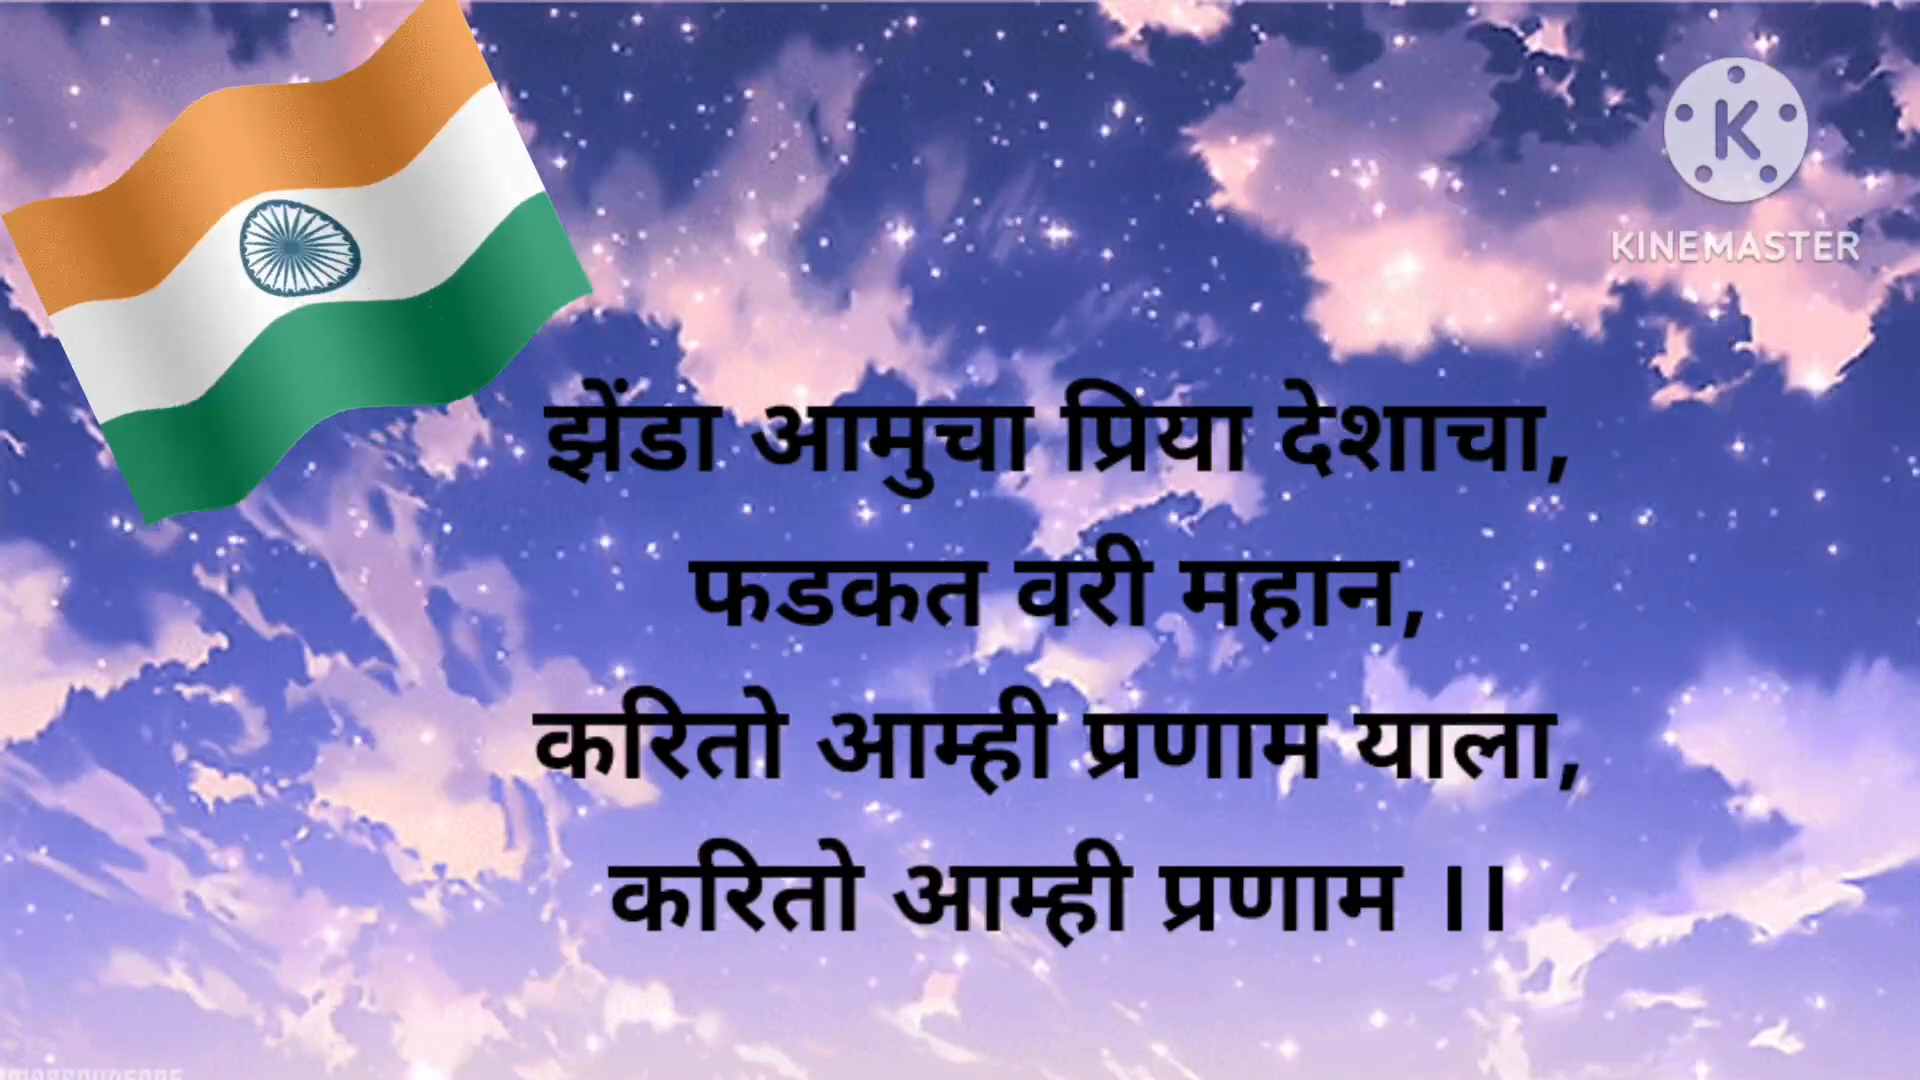 KINEMASTER
झेंडा आमुचा प्रिया देशाचा,
फडकत वरी महान,
करितो आम्ही प्रणाम याला,
करितो आम्ही प्रणाम ।।